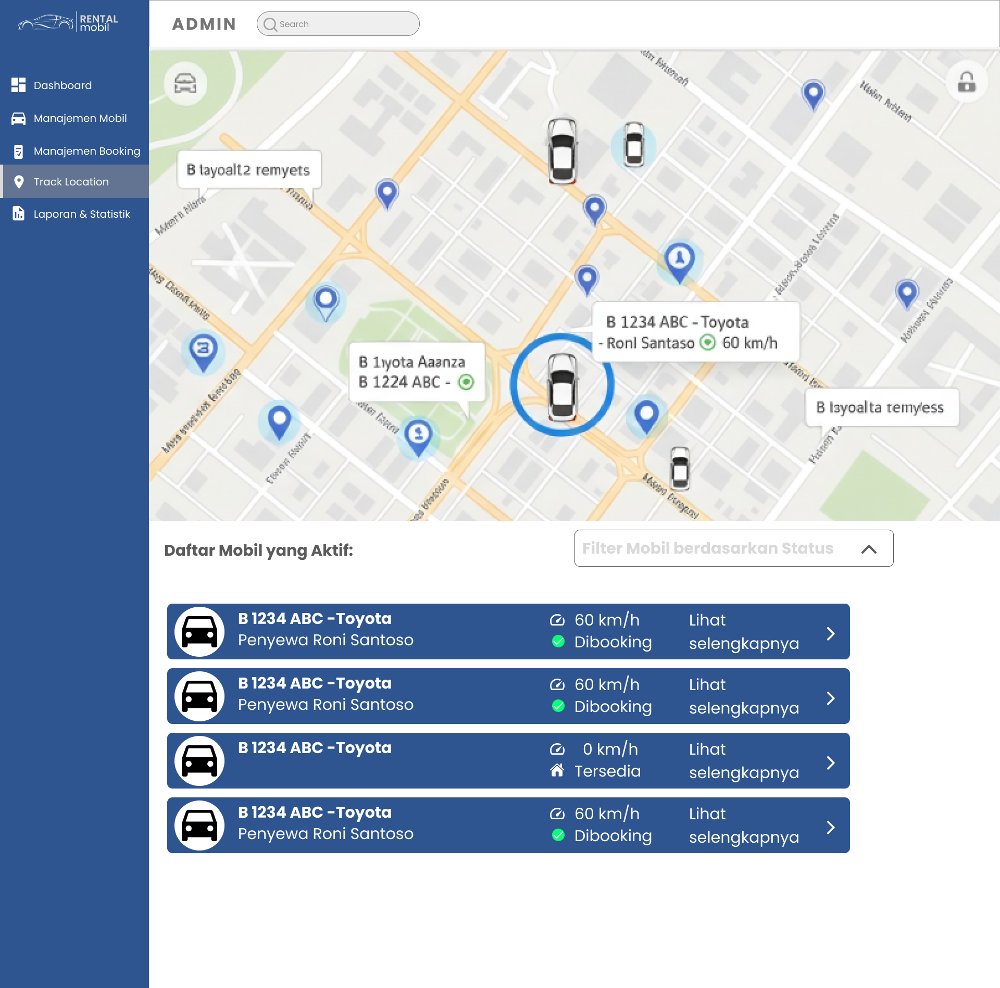 RENTAL
mobil
ADMIN
Search
Dashboard
Manajemen Mobil
Manajemen Booking
Track Location
Laporan & Statistik
B layoalt2 remyets
B 1234 ABC - Toyota
- Ronl Santaso 60 km/h
B 1yota Aaanza
B 1224 ABC -
B layoalta remyless
Daftar Mobil yang Aktif:
Filter Mobil berdasarkan Status
B 1234 ABC -Toyota
Penyewa Roni Santoso
60 km/h
Dibooking
Lihat
selengkapnya
B 1234 ABC -Toyota
Penyewa Roni Santoso
60 km/h
Dibooking
Lihat
selengkapnya
B 1234 ABC -Toyota
0 km/h
Tersedia
Lihat
selengkapnya
B 1234 ABC -Toyota
Penyewa Roni Santoso
60 km/h
Dibooking
Lihat
selengkapnya